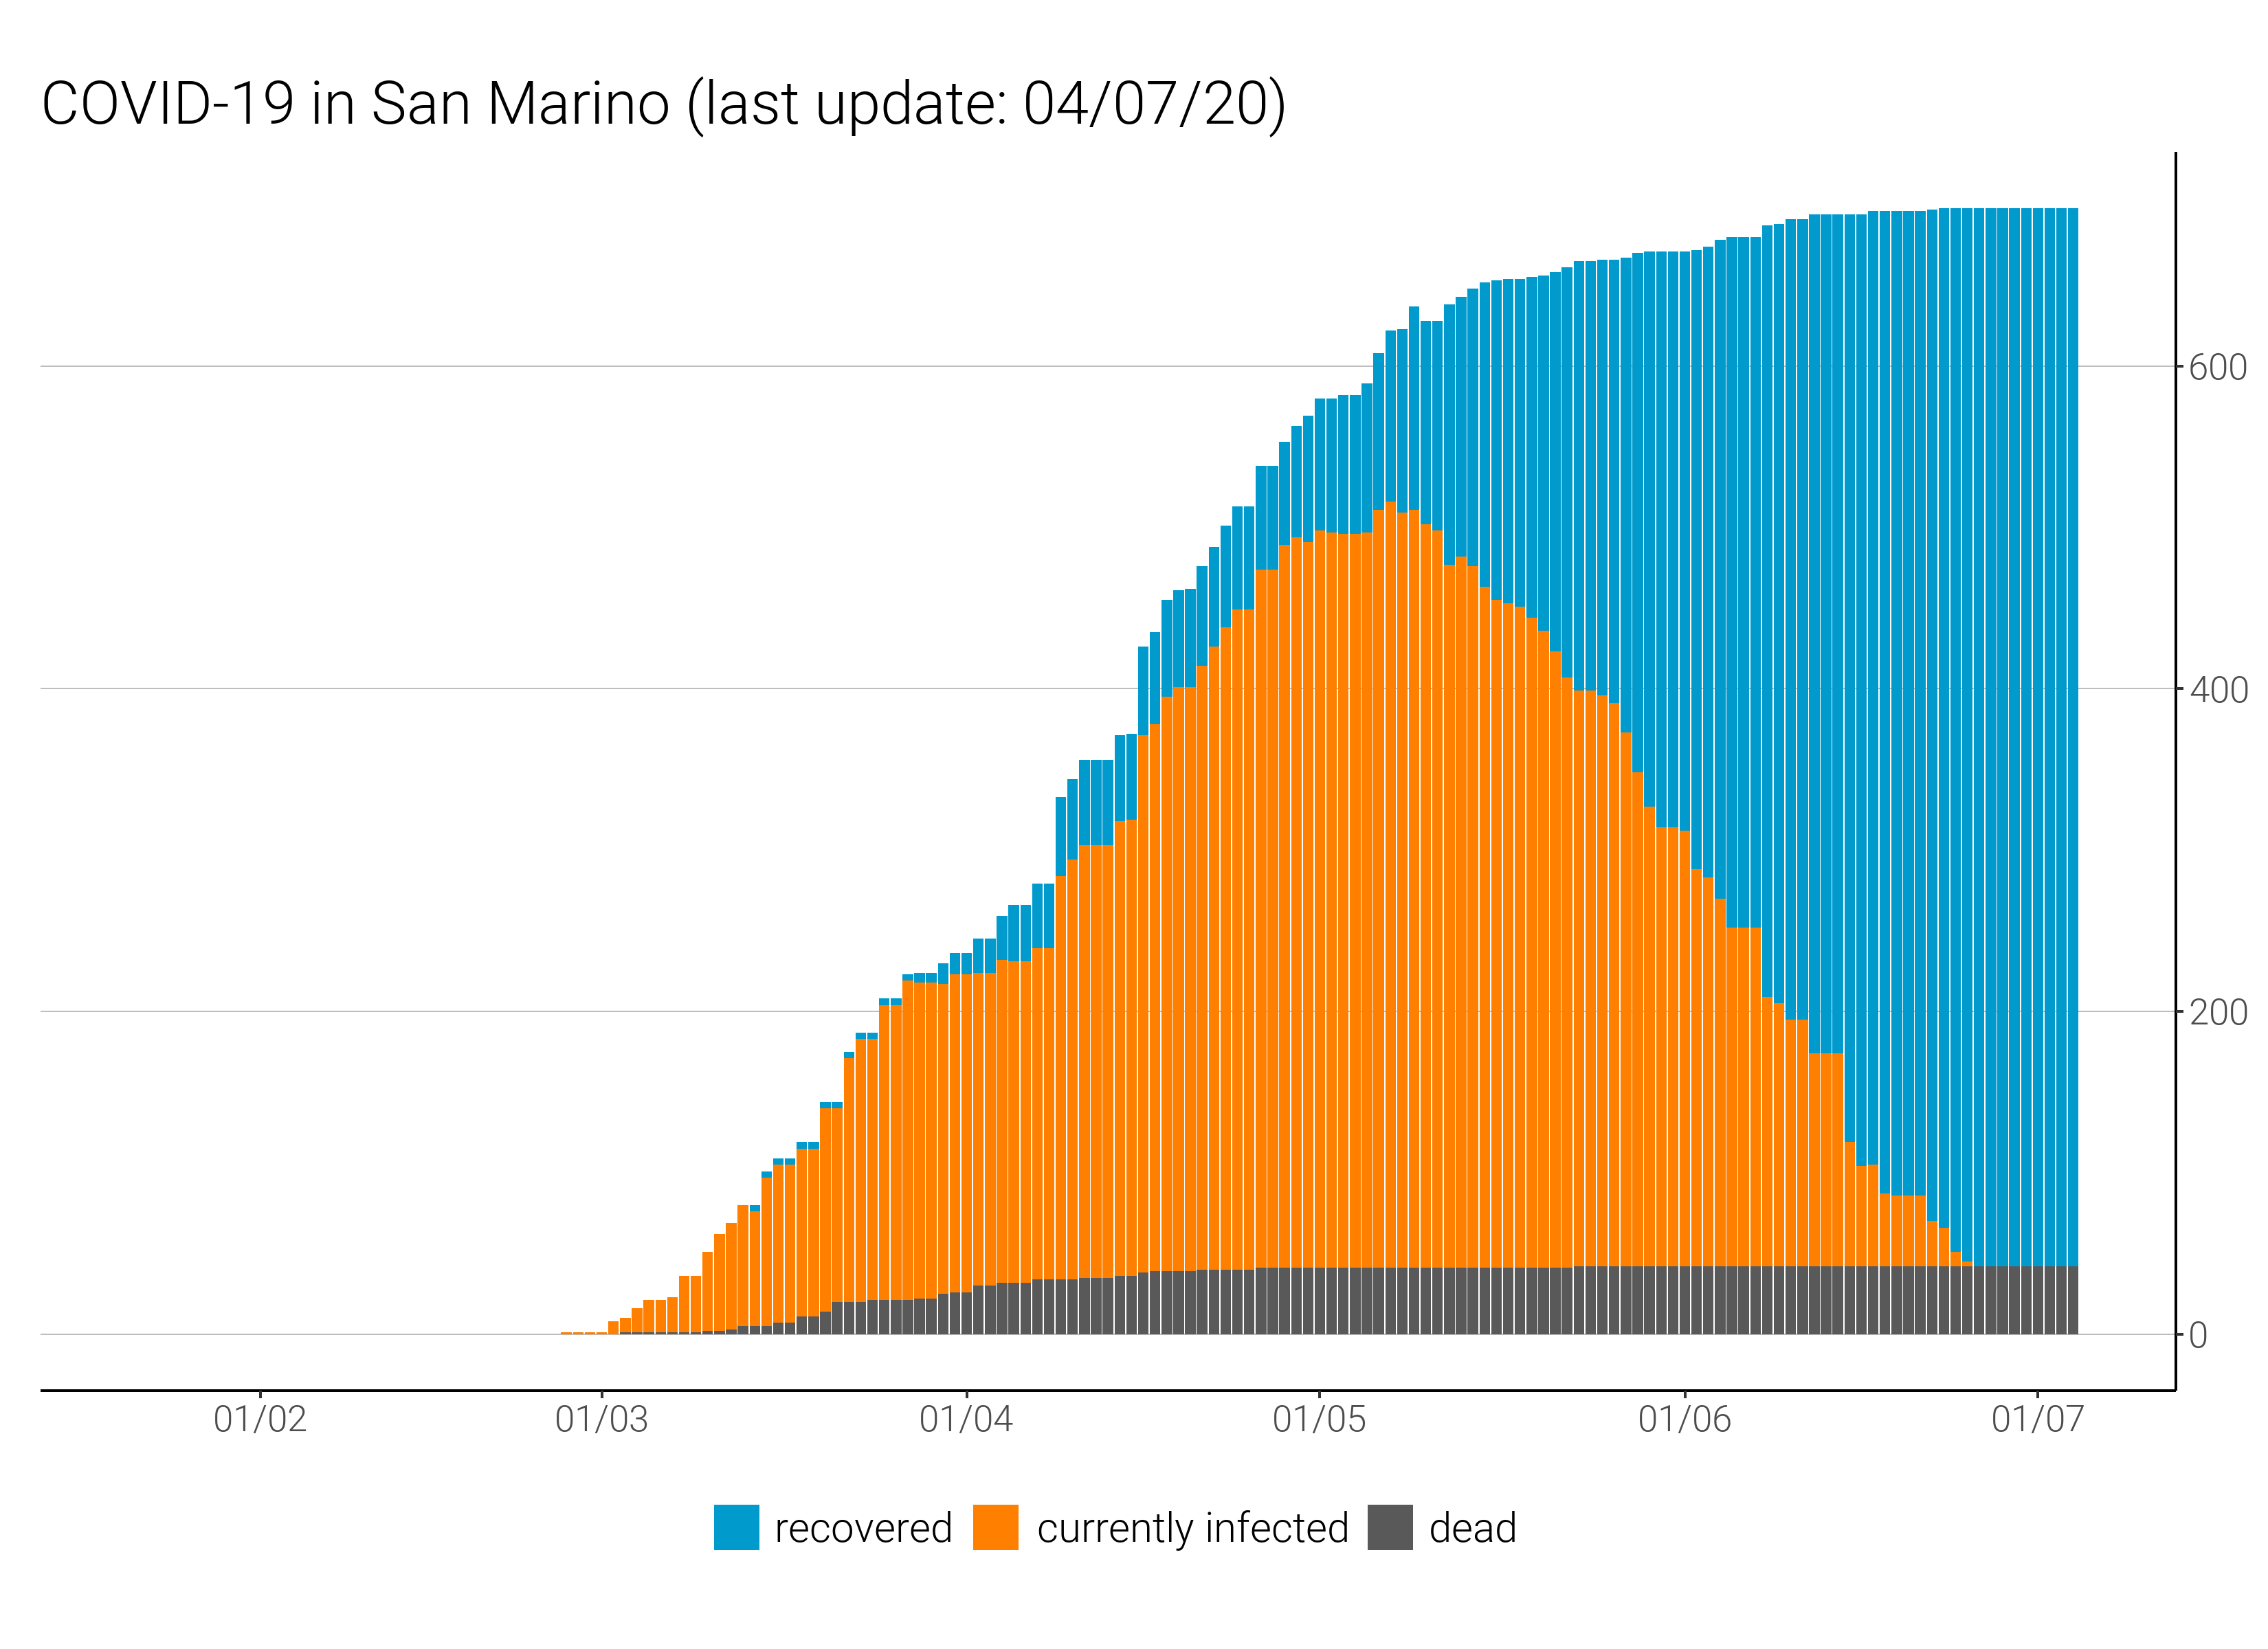 COVID-19 in San Marino (last update: 04/07/20)
600
400
200
0
01/02 01/03 01/04 01/05 01/06 01/07
recovered currently infected dead